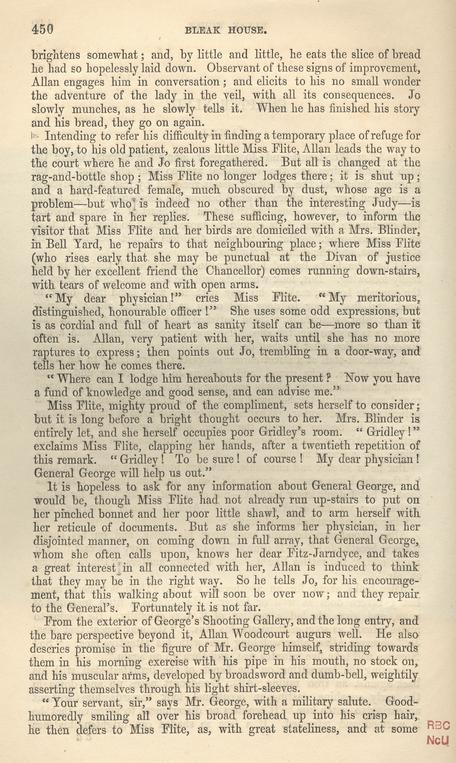 450 BLEAK HOUSE.
brightens somewhat; and, by little and little, he eats the slice of bread
he had so hopelessly laid down. Observant of these signs of improvement,
Allan engages him in conversation; and elicits to his no small wonder
the adventure of the lady in the veil, with all its consequences. Jo
slowly munches, as he slowly tells it. When he has finished his story
and his bread, they go on again.
Intending to refer his difficulty in finding a temporary place of refuge for
the boy, to his old patient, zealous little Miss Flite, Allan leads the way to
the court where he and Jo first foregathered. But all is changed at the
rag-and-bottle shop; Miss Flite no longer lodges there; it is shut up;
and a hard-featured female, much obscured by dust, whose age is a
problem—but who is indeed no other than the interesting Judy—is
tart and spare in her replies. These sufficing, however, to inform the
visitor that Miss Flite and her birds are domiciled with a Mrs. Blinder,
in Bell Yard, he repairs to that neighbouring place; where Miss Flite
(who rises early that she may be punctual at the Divan of justice
held by her excellent friend the Chancellor) comes running down-stairs,
with tears of welcome and with open arms.
"My dear physician!" cries Miss Flite. "My meritorious,
distinguished, honourable officer!" She uses some odd expressions, but
is as cordial and full of heart as sanity itself can be—more so than it
often is. Allan, very patient with her, waits until she has no more
raptures to express; then points out Jo, trembling in a door-way, and
tells her how he comes there.
"Where can I lodge him hereabouts for the present? Now you have
a fund of knowledge and good sense, and can advise me."
Miss Flite, mighty proud of the compliment, sets herself to consider;
but it is long before a bright thought occurs to her. Mrs. Blinder is
entirely let, and she herself occupies poor Gridley's room. "Gridley!"
exclaims Miss Flite, clapping her hands, after a twentieth repetition of
this remark. "Gridley! To be sure! of course! My dear physician!
General George will help us out."
It is hopeless to ask for any information about General George, and
would be, though Miss Flite had not already run up-stairs to put on
her pinched bonnet and her poor little shawl, and to arm herself with
her reticule of documents. But as she informs her physician, in her
disjointed manner, on coming down in full array, that General George,
whom she often calls upon, knows her dear Fitz-Jarndyce, and takes
a great interest in all connected with her, Allan is induced to think
that they may be in the right way. So he tells Jo, for his encourage-
ment, that this walking about will soon be over now; and they repair
to the General's. Fortunately it is not far.
From the exterior of George's Shooting Gallery, and the long entry, and
the bare perspective beyond it, Allan Woodcourt augurs well. He also
descries promise in the figure of Mr. George himself, striding towards
them in his morning exercise with his pipe in his mouth, no stock on,
and his muscular arms, developed by broadsword and dumb-bell, weightily
asserting themselves through his light shirt-sleeves.
"Your servant, sir," says Mr. George, with a military salute. Good-
humoredly smiling all over his broad forehead up into his crisp hair,
he then defers to Miss Flite, as, with great stateliness, and at some
RBC
NcU